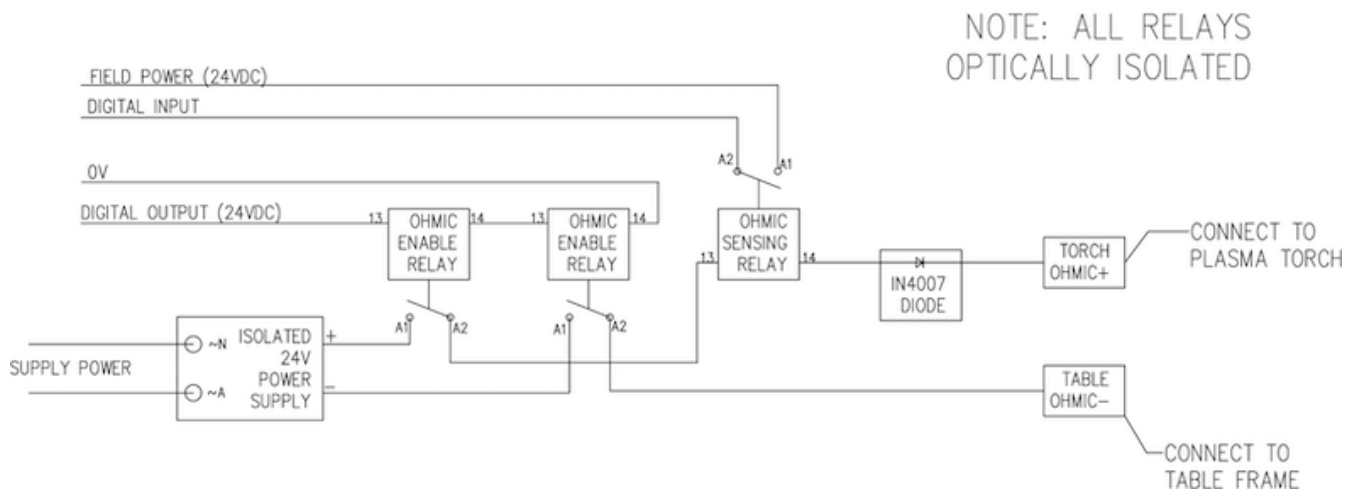 NOTE: ALL RELAYS
OPTICALLY ISOLATED
FIELD POWER (24VDC)
DIGITAL INPUT
A2
A1
0V
DIGITAL OUTPUT (24VDC)
13
OHMIC
ENABLE
RELAY
14
13
OHMIC
ENABLE
RELAY
14
13
OHMIC
SENSING
RELAY
14
IN4007
DIODE
TORCH
OHMIC+
CONNECT TO
PLASMA TORCH
A1
A2
A1
A2
SUPPLY POWER
~N
~A
ISOLATED
24V
POWER
SUPPLY
+
–
TABLE
OHMIC–
CONNECT TO
TABLE FRAME